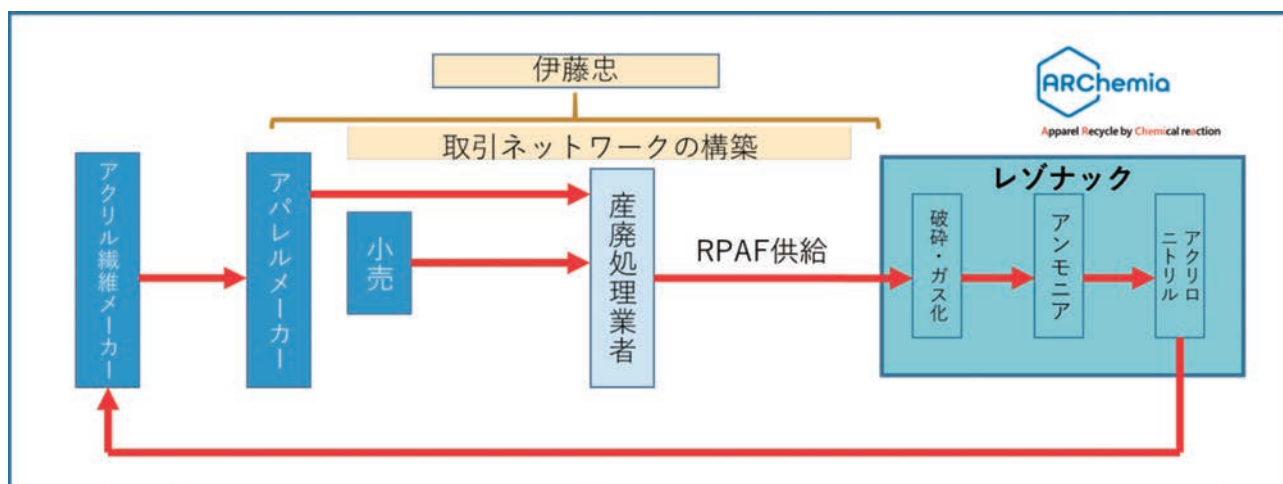 伊藤忠
取引ネットワークの構築
ARChemia
Apparel Recycle by Chemical reaction
アクリル繊維メーカー
アパレルメーカー
小売
産廃処理業者
RPAF供給
レゾナック
破砕・ガス化
アンモニア
アクリロ
ニトリル